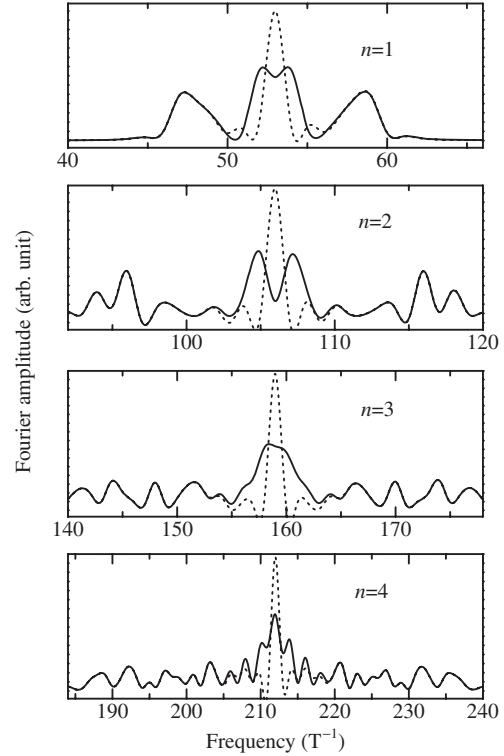 n=1
40 50 60
n=2
100 110 120
n=3
140 150 160 170
n=4
190 200 210 220 230 240
Frequency (T⁻¹)
Fourier amplitude (arb. unit)